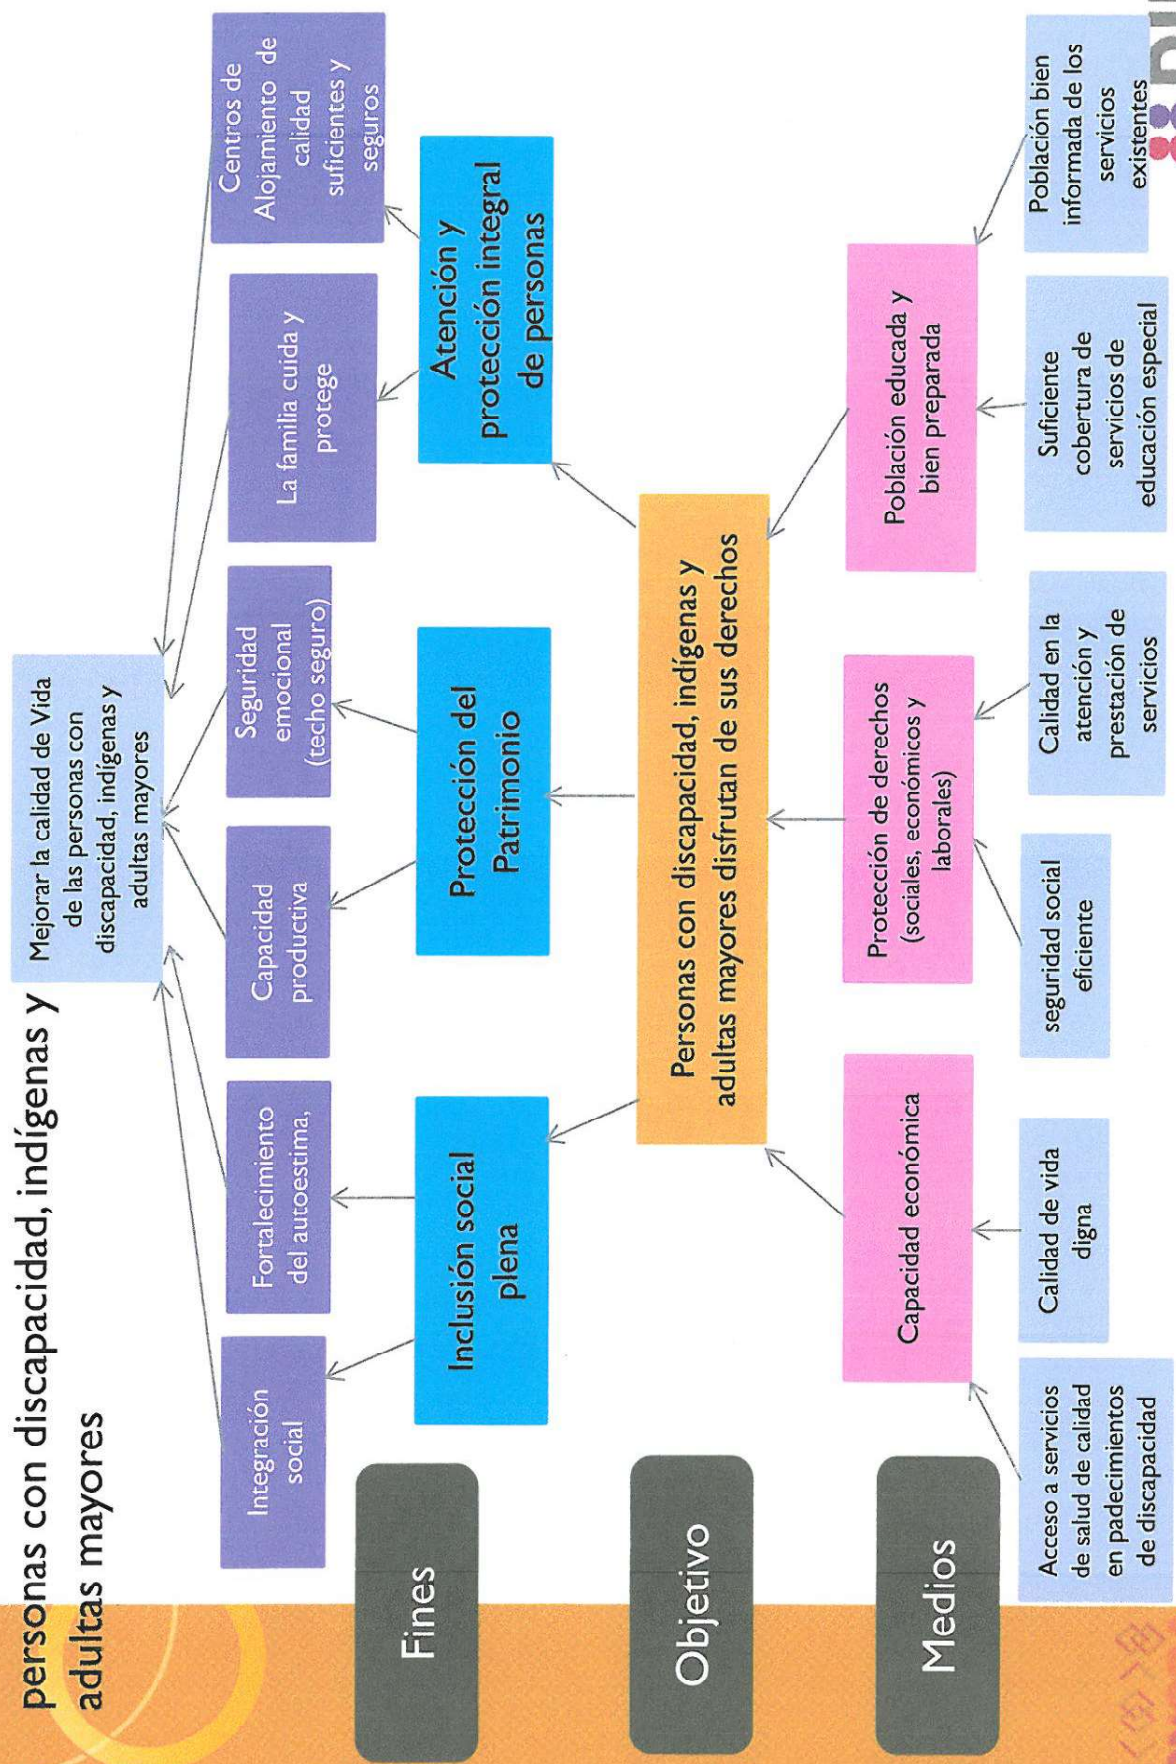 personas con discapacidad, indígenas y
adultas mayores
Mejorar la calidad de Vida
de las personas con
discapacidad, indígenas y
adultas mayores
Integración
social
Fortalecimiento
del autoestima,
Capacidad
productiva
Seguridad
emocional
(techo seguro)
La familia cuida y
protege
Centros de
Alojamiento de
calidad
suficientes y
seguros
Fines
Inclusión social
plena
Protección del
Patrimonio
Atención y
protección integral
de personas
Objetivo
Personas con discapacidad, indígenas y
adultas mayores disfrutan de sus derechos
Medios
Capacidad económica
Protección de derechos
(sociales, económicos y
laborales)
Población educada y
bien preparada
Acceso a servicios
de salud de calidad
en padecimientos
de discapacidad
Calidad de vida
digna
seguridad social
eficiente
Calidad en la
atención y
prestación de
servicios
Suficiente
cobertura de
servicios de
educación especial
Población bien
informada de los
servicios
existentes